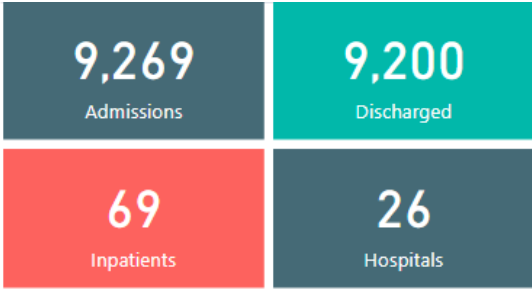 9,269
Admissions
9,200
Discharged
69
Inpatients
26
Hospitals